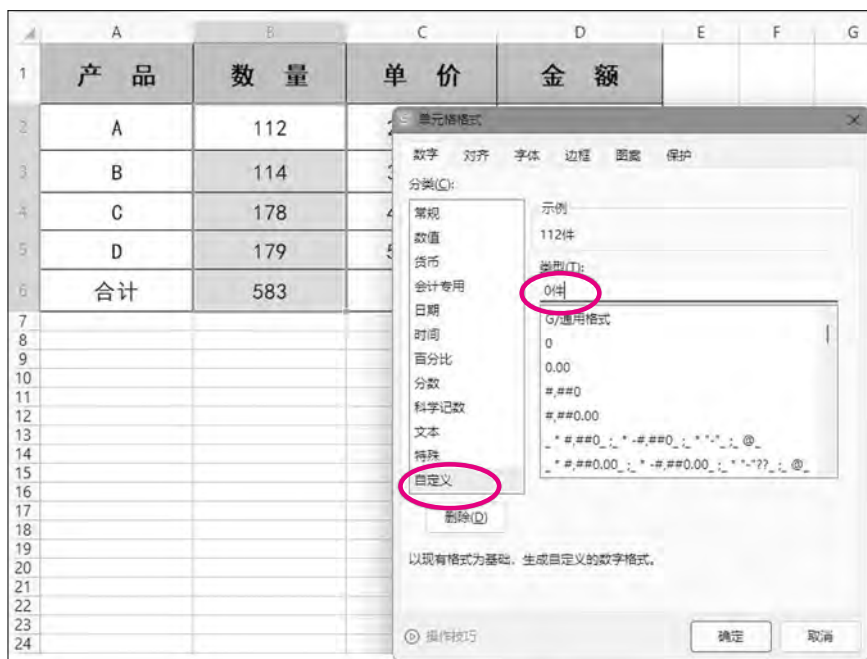 A B C D E F G
1 产 品 数 量 单 价 金 额
2 A 112
3 B 114
4 C 178
5 D 179
6 合计 583
7
8
9
10
11
12
13
14
15
16
17
18
19
20
21
22
23
24
单元格格式
数字 对齐 字体 边框 图案 保护
分类(C):
常规
数值
货币
会计专用
日期
时间
百分比
分数
科学记数
文本
特殊
自定义
示例
112件
类型(T):
0件
G/通用格式
0
0.00
#,##0
#,##0.00
_ * #,##0_ ;_ * -#,##0_ ;_ * "-"_ ;_ @_
_ * #,##0.00_ ;_ * -#,##0.00_ ;_ * "-"??_ ;_ @_
删除(D)
以现有格式为基础，生成自定义的数字格式。
操作技巧
确定 取消